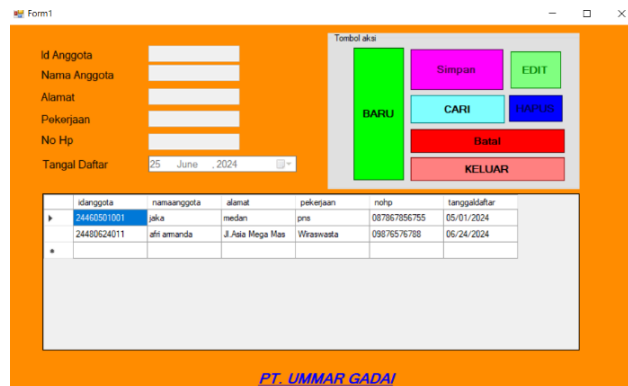 Form1
Tombol aksi
Id Anggota
Nama Anggota
Alamat
Pekerjaan
No Hp
Tangal Daftar 25 June , 2024
BARU
Simpan EDIT
CARI HAPUS
Batal
KELUAR
idanggota namaanggota alamat pekerjaan nohp tanggaldaftar
24460501001 jaka medan pns 087867856755 05/01/2024
24480624011 afri armanda Jl.Asia Mega Mas Wiraswasta 09876576788 06/24/2024
PT. UMMAR GADAI